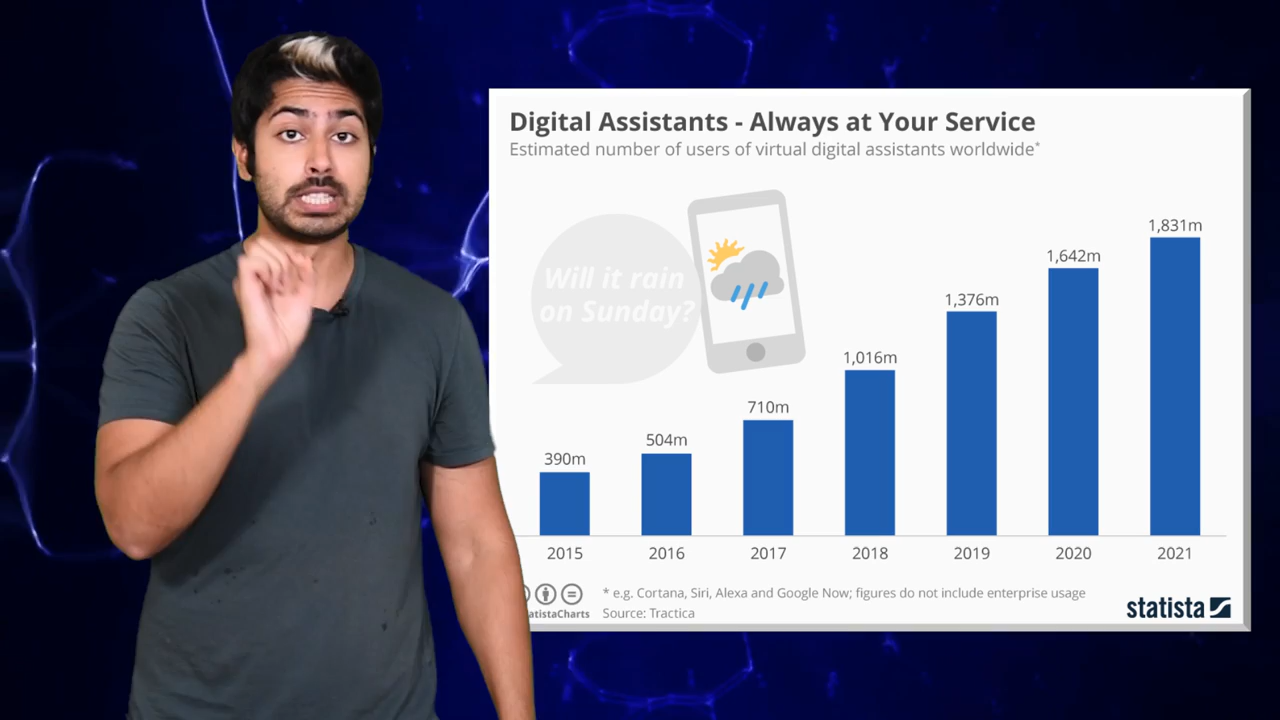 Digital Assistants - Always at Your Service
Estimated number of users of virtual digital assistants worldwide*
Will it rain
on Sunday?
1,831m
1,642m
1,376m
1,016m
710m
504m
390m
2015 2016 2017 2018 2019 2020 2021
* e.g. Cortana, Siri, Alexa and Google Now; figures do not include enterprise usage
atistaCharts Source: Tractica
statista